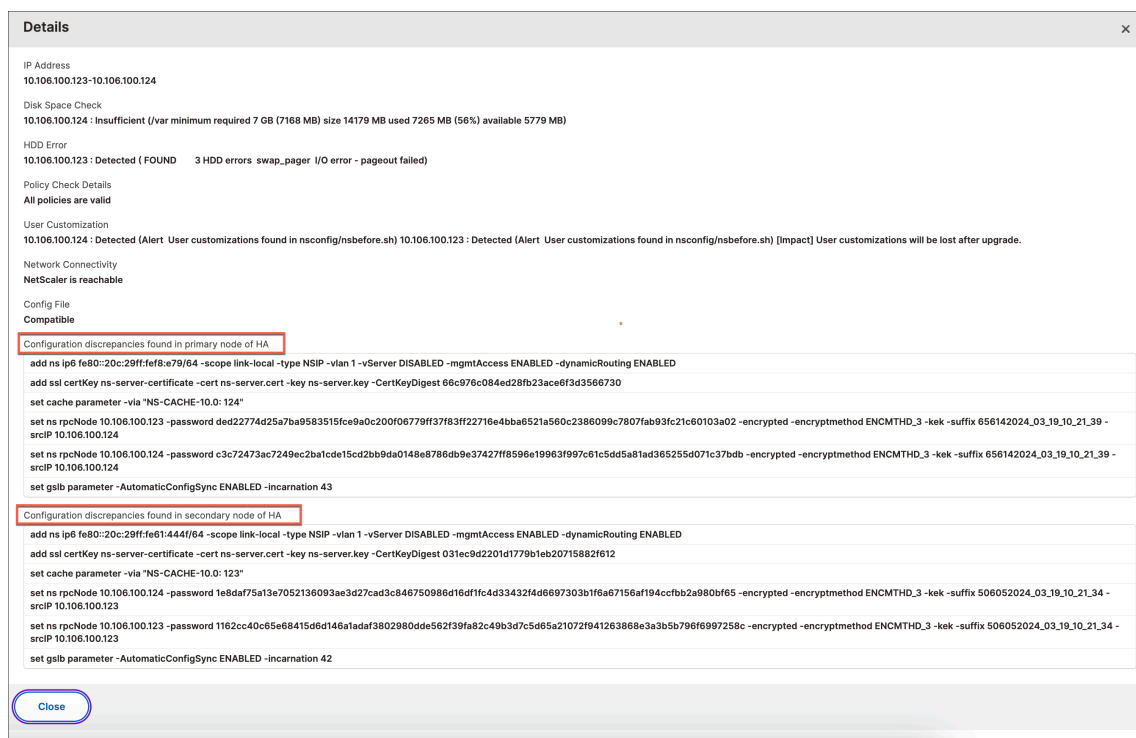 Details
×
IP Address
10.106.100.123-10.106.100.124
Disk Space Check
10.106.100.124 : Insufficient (/var minimum required 7 GB (7168 MB) size 14179 MB used 7265 MB (56%) available 5779 MB)
HDD Error
10.106.100.123 : Detected ( FOUND 3 HDD errors swap_pager I/O error - pageout failed)
Policy Check Details
All policies are valid
User Customization
10.106.100.124 : Detected (Alert User customizations found in nsconfig/nsbefore.sh) 10.106.100.123 : Detected (Alert User customizations found in nsconfig/nsbefore.sh) [Impact] User customizations will be lost after upgrade.
Network Connectivity
NetScaler is reachable
Config File
Compatible
Configuration discrepancies found in primary node of HA
add ns ip6 fe80::20c:29ff:fef8:e79/64 -scope link-local -type NSIP -vlan 1 -vServer DISABLED -mgmtAccess ENABLED -dynamicRouting ENABLED
add ssl certKey ns-server-certificate -cert ns-server.cert -key ns-server.key -CertKeyDigest 66c976c084ed28fb23ace6f3d3566730
set cache parameter -via "NS-CACHE-10.0: 124"
set ns rpcNode 10.106.100.123 -password ded22774d25a7ba9583515fce9a0c200f06779ff37f83ff22716e4bba6521a560c2386099c7807fab93fc21c60103a02 -encrypted -encryptmethod ENCMTHD_3 -kek -suffix 656142024_03_19_10_21_39 -
srcIP 10.106.100.124
set ns rpcNode 10.106.100.124 -password c3c72473ac7249ec2ba1cde15cd2bb9da0148e8786db9e37427ff8596e19963f997c61c5dd5a81ad365255d071c37bdb -encrypted -encryptmethod ENCMTHD_3 -kek -suffix 656142024_03_19_10_21_39 -
srcIP 10.106.100.124
set gslb parameter -AutomaticConfigSync ENABLED -incarnation 43
Configuration discrepancies found in secondary node of HA
add ns ip6 fe80::20c:29ff:fe61:444f/64 -scope link-local -type NSIP -vlan 1 -vServer DISABLED -mgmtAccess ENABLED -dynamicRouting ENABLED
add ssl certKey ns-server-certificate -cert ns-server.cert -key ns-server.key -CertKeyDigest 031ec9d2201d1779b1eb20715882f612
set cache parameter -via "NS-CACHE-10.0: 123"
set ns rpcNode 10.106.100.124 -password 1e8daf75a13e7052136093ae3d27cad3c846750986d16df1fc4d33432f4d6697303b1f6a67156af194ccfbb2a980bf65 -encrypted -encryptmethod ENCMTHD_3 -kek -suffix 506052024_03_19_10_21_34 -
srcIP 10.106.100.123
set ns rpcNode 10.106.100.123 -password 1162cc40c65e68415d6d146a1adaf3802980dde562f39fa82c49b3d7c5d65a21072f941263868e3a3b5b796f6997258c -encrypted -encryptmethod ENCMTHD_3 -kek -suffix 506052024_03_19_10_21_34 -
srcIP 10.106.100.123
set gslb parameter -AutomaticConfigSync ENABLED -incarnation 42
Close